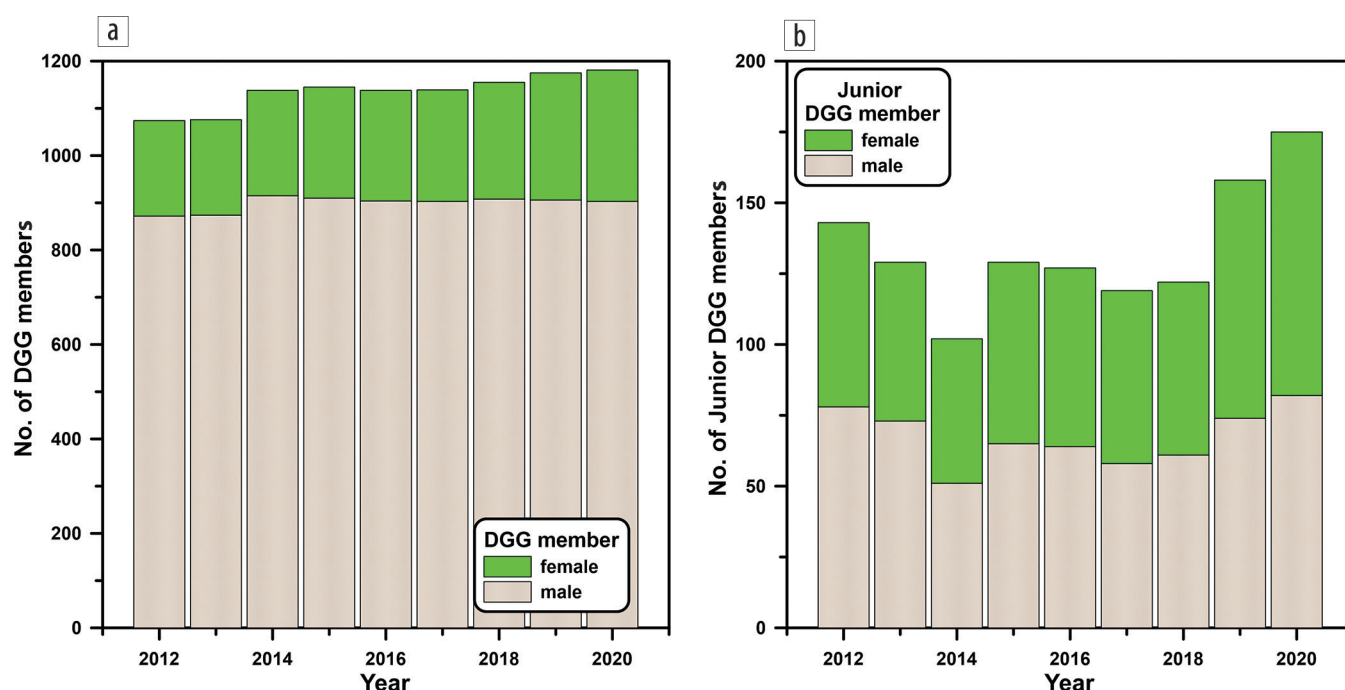 a
1200
1000
800
600
400
200
0
No. of DGG members
DGG member
female
male
2012 2014 2016 2018 2020
Year
b
200
150
100
50
0
No. of Junior DGG members
Junior
DGG member
female
male
2012 2014 2016 2018 2020
Year